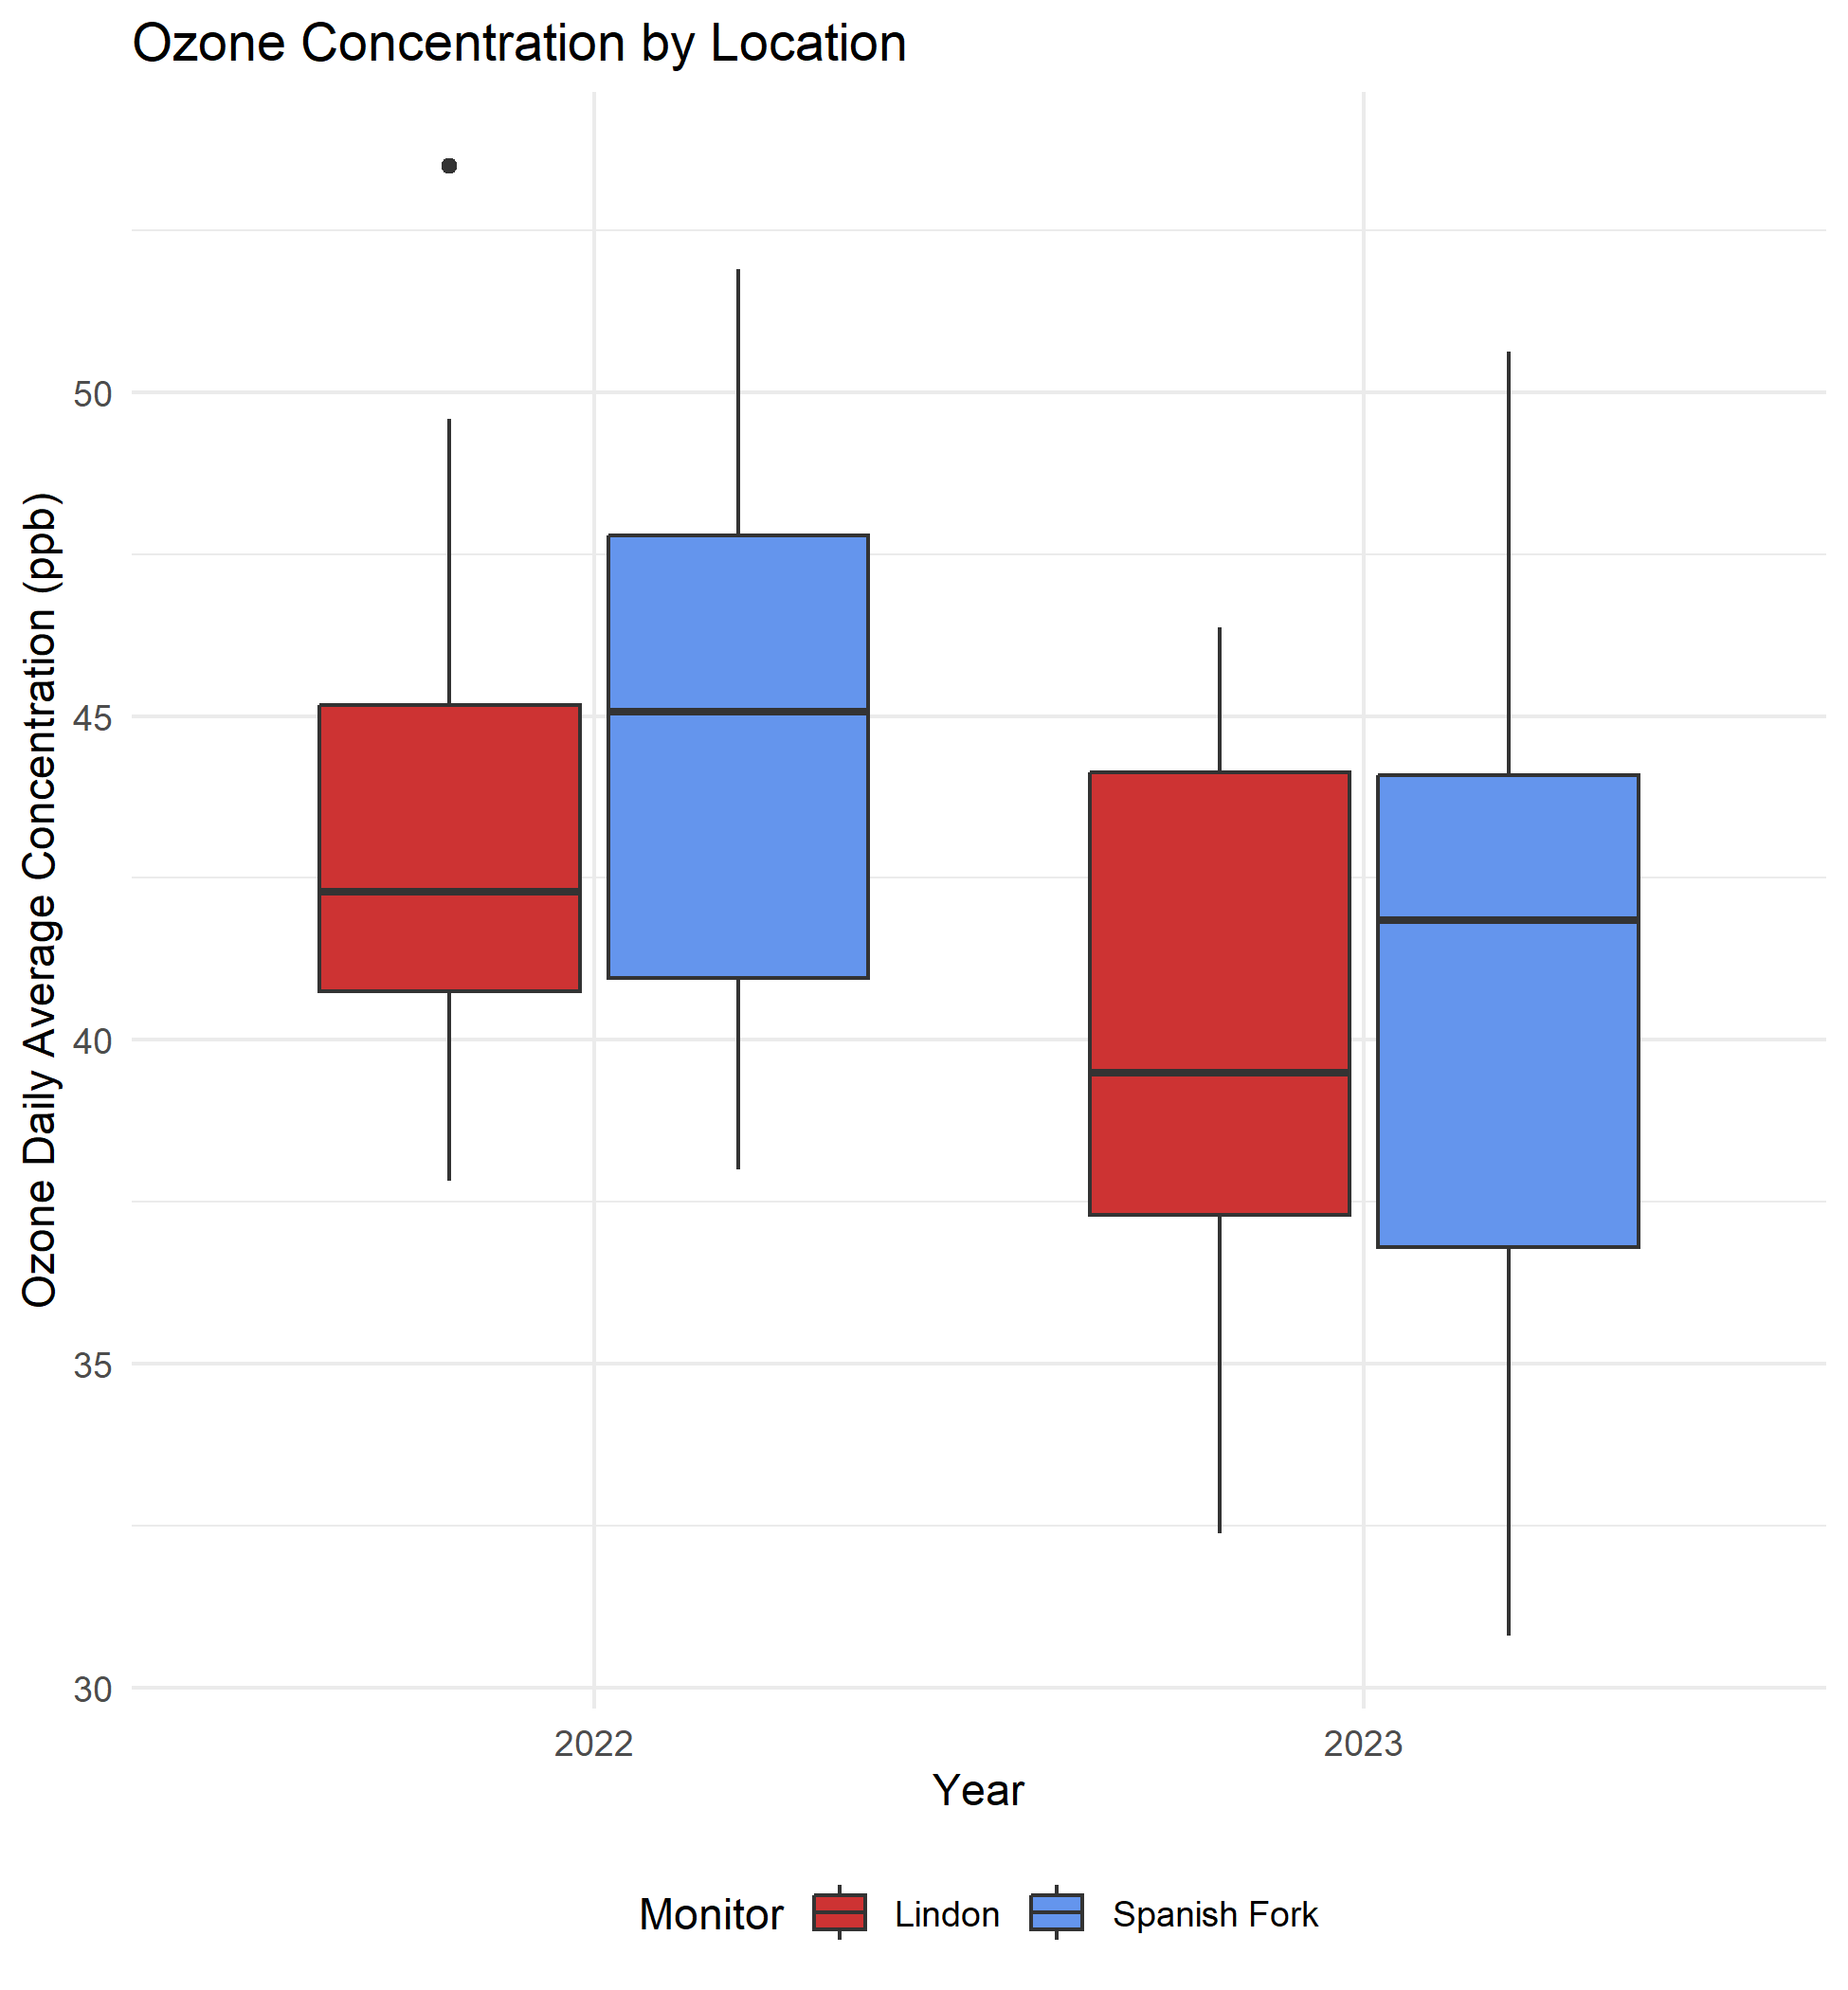 Ozone Concentration by Location
Ozone Daily Average Concentration (ppb)
50
45
40
35
30
2022 2023
Year
Monitor Lindon Spanish Fork